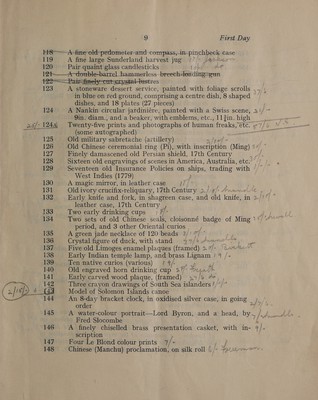 9 First Day
118 A fine old pedometer and compass, in pinchbeck case
119 A fine large Sunderland harvest jug
120 Pair quaint glass candlesticks
121 A double-barrel hammerless breech-loading gun
122 Pair finely cut crystal lustres
123 A stoneware dessert service, painted with foliage scrolls
in blue on red ground, comprising a centre dish, 8 shaped
dishes, and 18 plates (27 pieces)
124 A Nankin circular jardinière, painted with a Swiss scene,
9in. diam., and a beaker, with emblems, etc., 11½in. high
124A Twenty-five prints and photographs of human freaks, etc.
(some autographed)
125 Old military sabretache (artillery)
126 Old Chinese ceremonial ring (Pi), with inscription (Ming)
127 Finely damascened old Persian shield, 17th Century
128 Sixteen old engravings of scenes in America, Australia, etc.
129 Seventeen old Insurance Policies on ships, trading with
West Indies (1779)
130 A magic mirror, in leather case
131 Old ivory crucifix-reliquary, 17th Century
132 Early knife and fork, in shagreen case, and old knife, in
leather case, 17th Century
133 Two early drinking cups
134 Two sets of old Chinese seals, cloisonné badge of Ming
period, and 3 other Oriental curios
135 A green jade necklace of 120 beads
136 Crystal figure of duck, with stand
137 Five old Limoges enamel plaques (framed)
138 Early Indian temple lamp, and brass Lignam
139 Ten native curios (various)
140 Old engraved horn drinking cup
141 Early carved wood plaque, (framed)
142 Three crayon drawings of South Sea islanders
143 Model of Solomon Islands canoe
144 An 8-day bracket clock, in oxidised silver case, in going
order
145 A water-colour portrait—Lord Byron, and a head, by
Fred Slocombe
146 A finely chiselled brass presentation casket, with in-
scription
147 Four Le Blond colour prints
148 Chinese (Manchu) proclamation, on silk roll